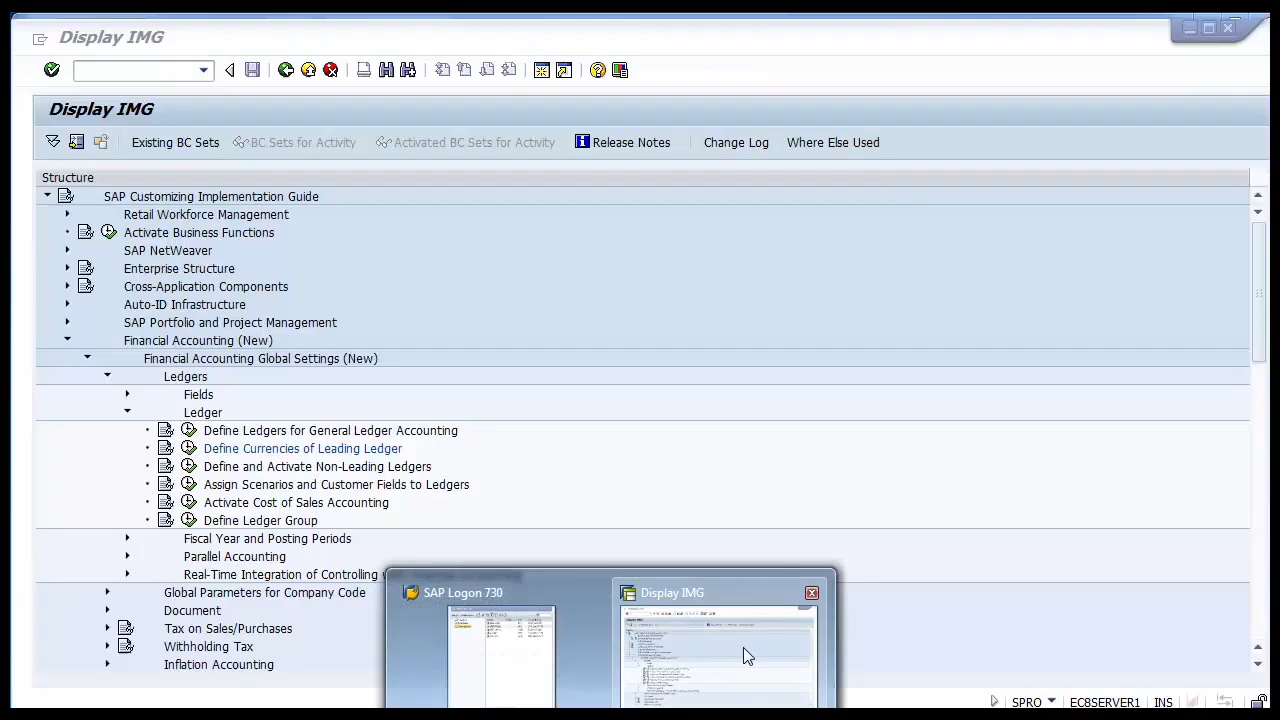 Display IMG
Display IMG
Existing BC Sets BC Sets for Activity Activated BC Sets for Activity Release Notes Change Log Where Else Used
Structure
SAP Customizing Implementation Guide
Retail Workforce Management
Activate Business Functions
SAP NetWeaver
Enterprise Structure
Cross-Application Components
Auto-ID Infrastructure
SAP Portfolio and Project Management
Financial Accounting (New)
Financial Accounting Global Settings (New)
Ledgers
Fields
Ledger
Define Ledgers for General Ledger Accounting
Define Currencies of Leading Ledger
Define and Activate Non-Leading Ledgers
Assign Scenarios and Customer Fields to Ledgers
Activate Cost of Sales Accounting
Define Ledger Group
Fiscal Year and Posting Periods
Parallel Accounting
Real-Time Integration of Controlling
Global Parameters for Company Code
Document
Tax on Sales/Purchases
Withholding Tax
Inflation Accounting
SAP Logon 730 Display IMG
SPRO EC8SERVER1 INS